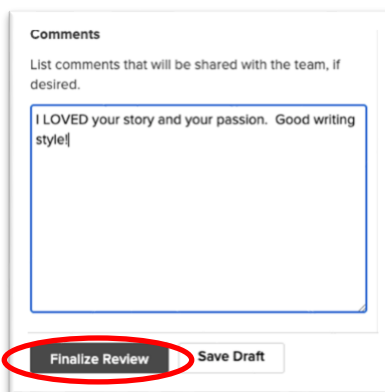 Comments
List comments that will be shared with the team, if
desired.
I LOVED your story and your passion.  Good writing
style!
Finalize Review Save Draft